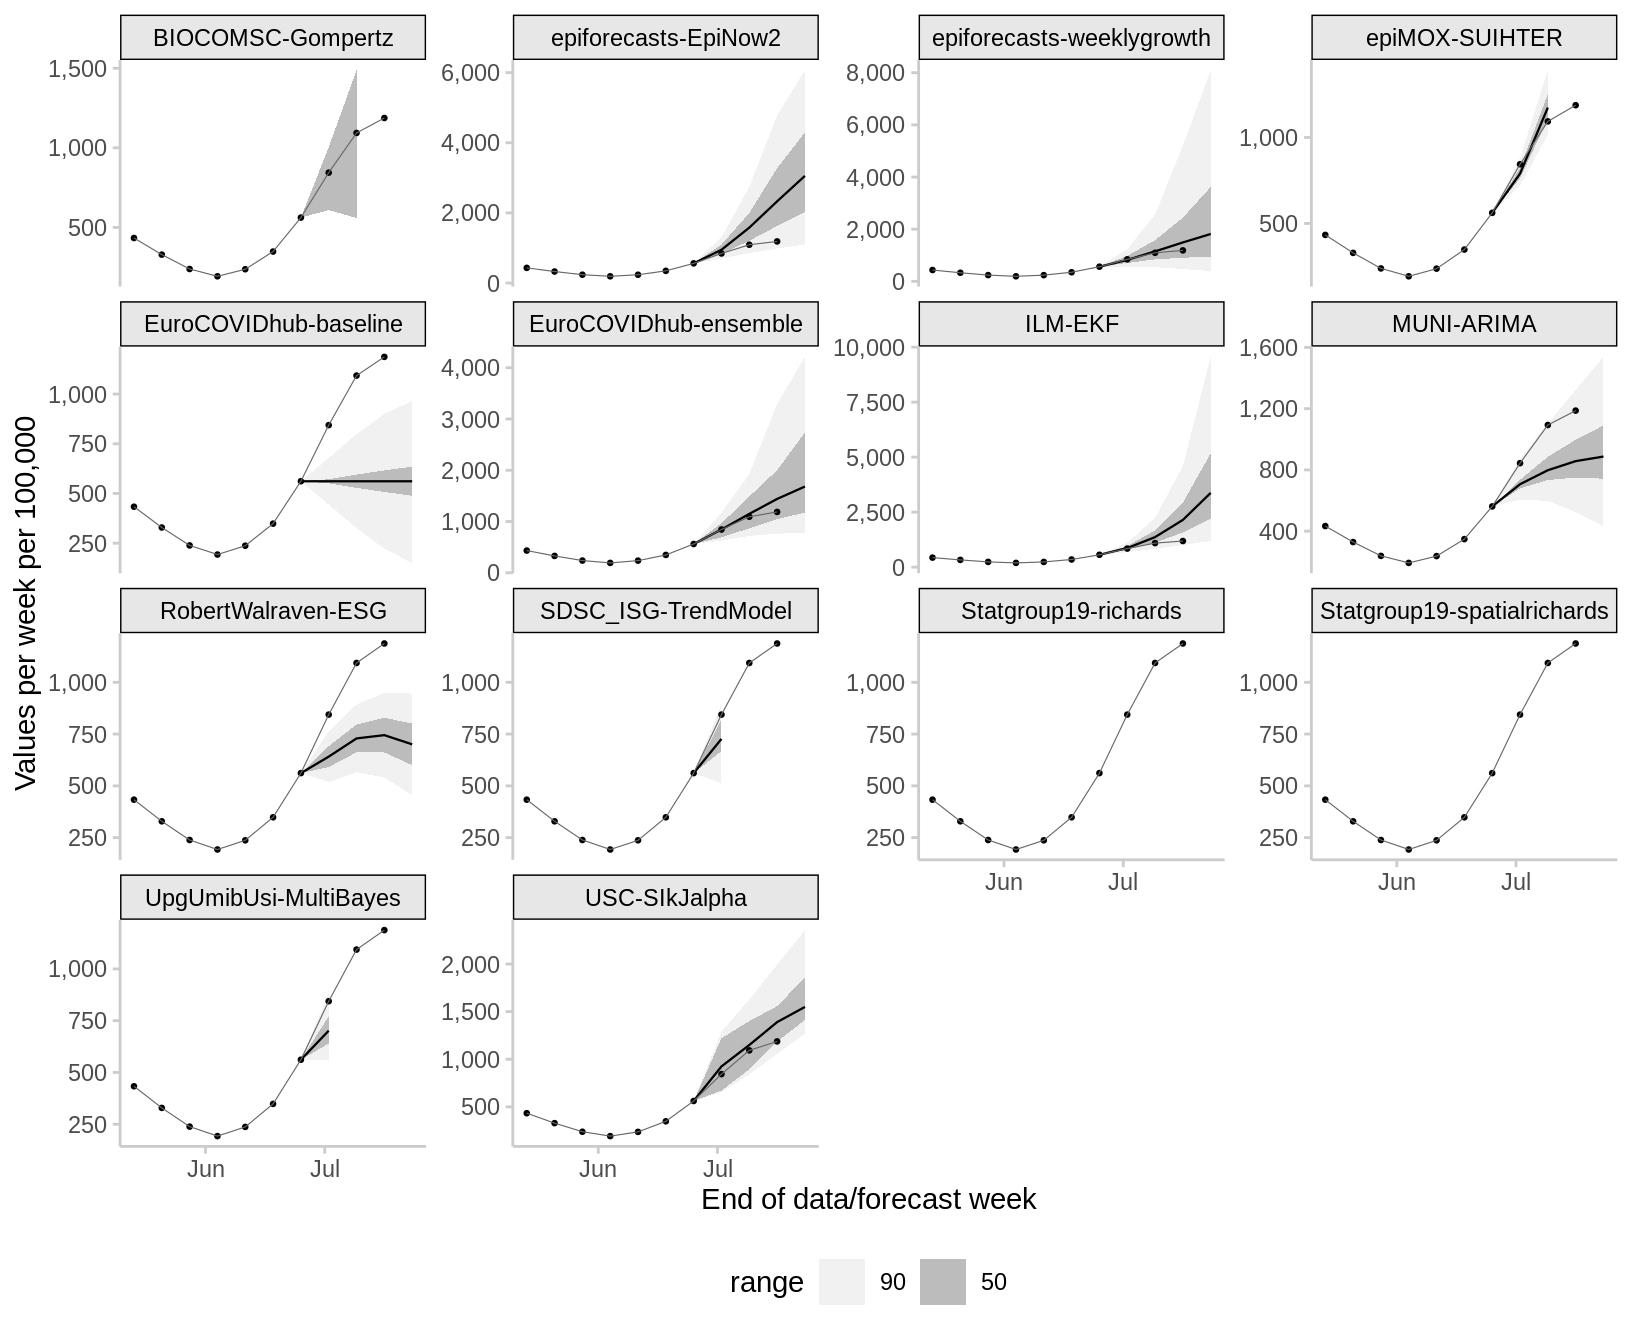 BIOCOMSC-Gompertz
epiforecasts-EpiNow2
epiforecasts-weeklygrowth
epiMOX-SUIHTER
1,500
1,000
500
6,000
4,000
2,000
0
8,000
6,000
4,000
2,000
0
1,000
500
EuroCOVIDhub-baseline
EuroCOVIDhub-ensemble
ILM-EKF
MUNI-ARIMA
1,000
750
500
250
4,000
3,000
2,000
1,000
0
10,000
7,500
5,000
2,500
0
1,600
1,200
800
400
Values per week per 100,000
RobertWalraven-ESG
SDSC_ISG-TrendModel
Statgroup19-richards
Statgroup19-spatialrichards
1,000
750
500
250
1,000
750
500
250
1,000
750
500
250
1,000
750
500
250
Jun Jul
Jun Jul
UpgUmibUsi-MultiBayes
USC-SIkJalpha
1,000
750
500
250
2,000
1,500
1,000
500
Jun Jul
Jun Jul
End of data/forecast week
range 90 50